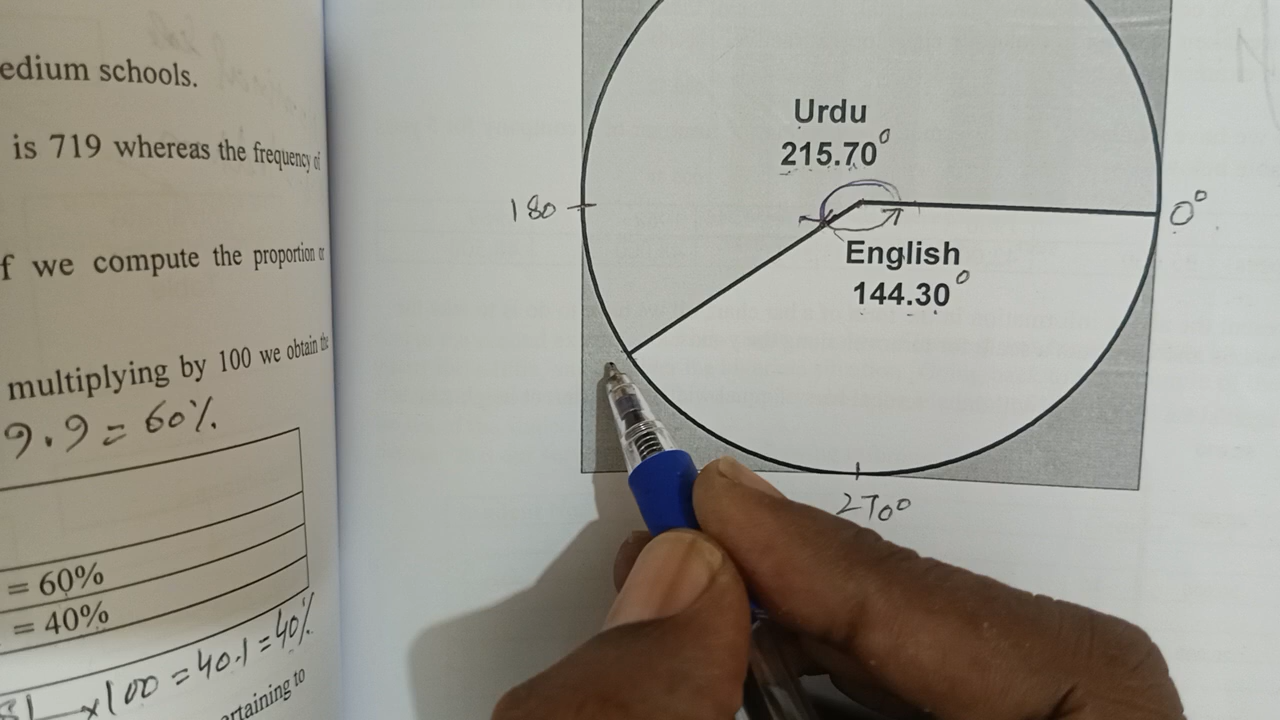 edium schools.
is 719 whereas the frequency of
f we compute the proportion or
multiplying by 100 we obtain the
9.9 = 60%
= 60%
= 40%
81 ×100 = 40.1 = 40%
ertaining to
Urdu
215.70°
180
0°
English
144.30°
270°